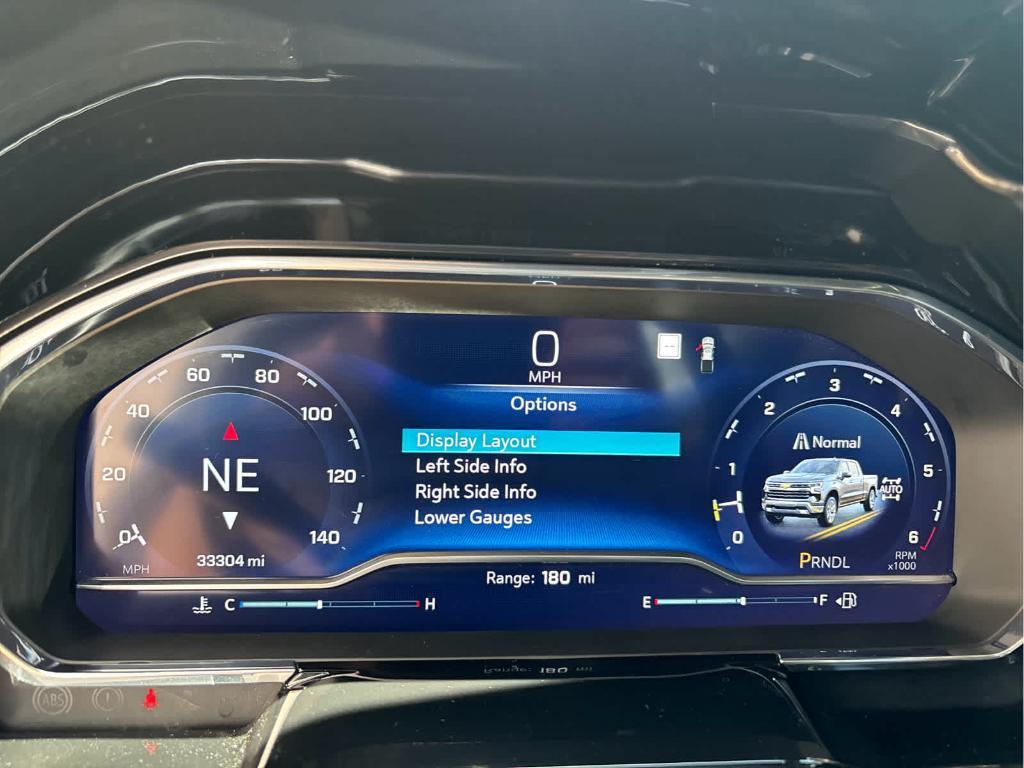 0
MPH
Options
Display Layout
Left Side Info
Right Side Info
Lower Gauges
0
20
40
60
80
100
120
140
MPH
NE
33304 mi
0
1
2
3
4
5
6
RPM
x1000
Normal
AUTO
PRNDL
Range: 180 mi
C
H
E
F
ABS